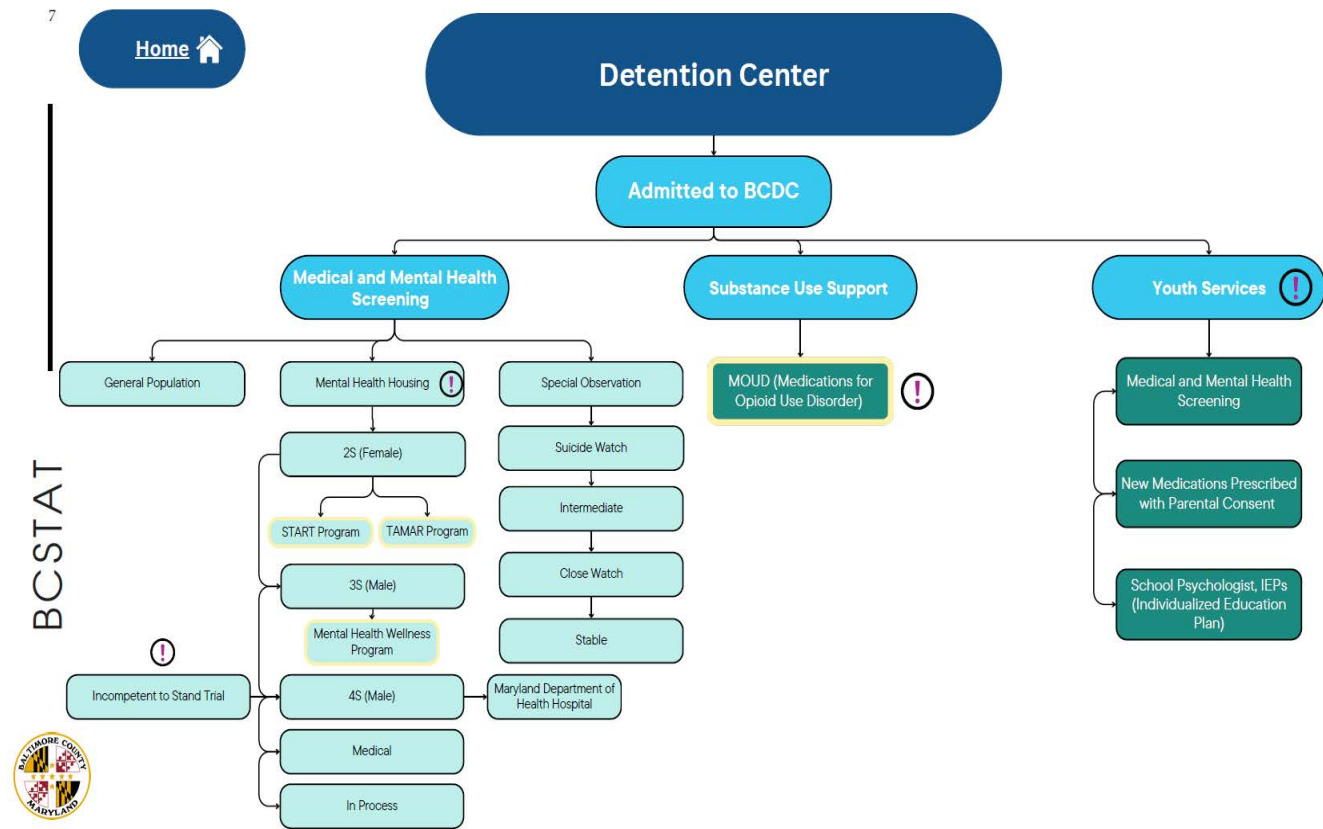 7
Home
Detention Center
Admitted to BCDC
Medical and Mental Health
Screening
Substance Use Support
Youth Services
!
General Population
Mental Health Housing
!
Special Observation
MOUD (Medications for
Opioid Use Disorder)
!
Medical and Mental Health
Screening
2S (Female)
Suicide Watch
START Program
TAMAR Program
Intermediate
New Medications Prescribed
with Parental Consent
3S (Male)
Close Watch
Mental Health Wellness
Program
Stable
School Psychologist, IEPs
(Individualized Education
Plan)
!
Incompetent to Stand Trial
4S (Male)
Maryland Department of
Health Hospital
Medical
In Process
BCSTAT
BALTIMORE COUNTY
MARYLAND